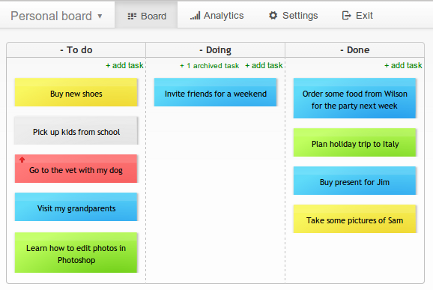 Personal board ▾ Board Analytics Settings Exit
- To do - Doing - Done
+ add task + 1 archived task + add task + add task
Buy new shoes
Pick up kids from school
Go to the vet with my dog
Visit my grandparents
Learn how to edit photos in
Photoshop
Invite friends for a weekend
Order some food from Wilson
for the party next week
Plan holiday trip to Italy
Buy present for Jim
Take some pictures of Sam